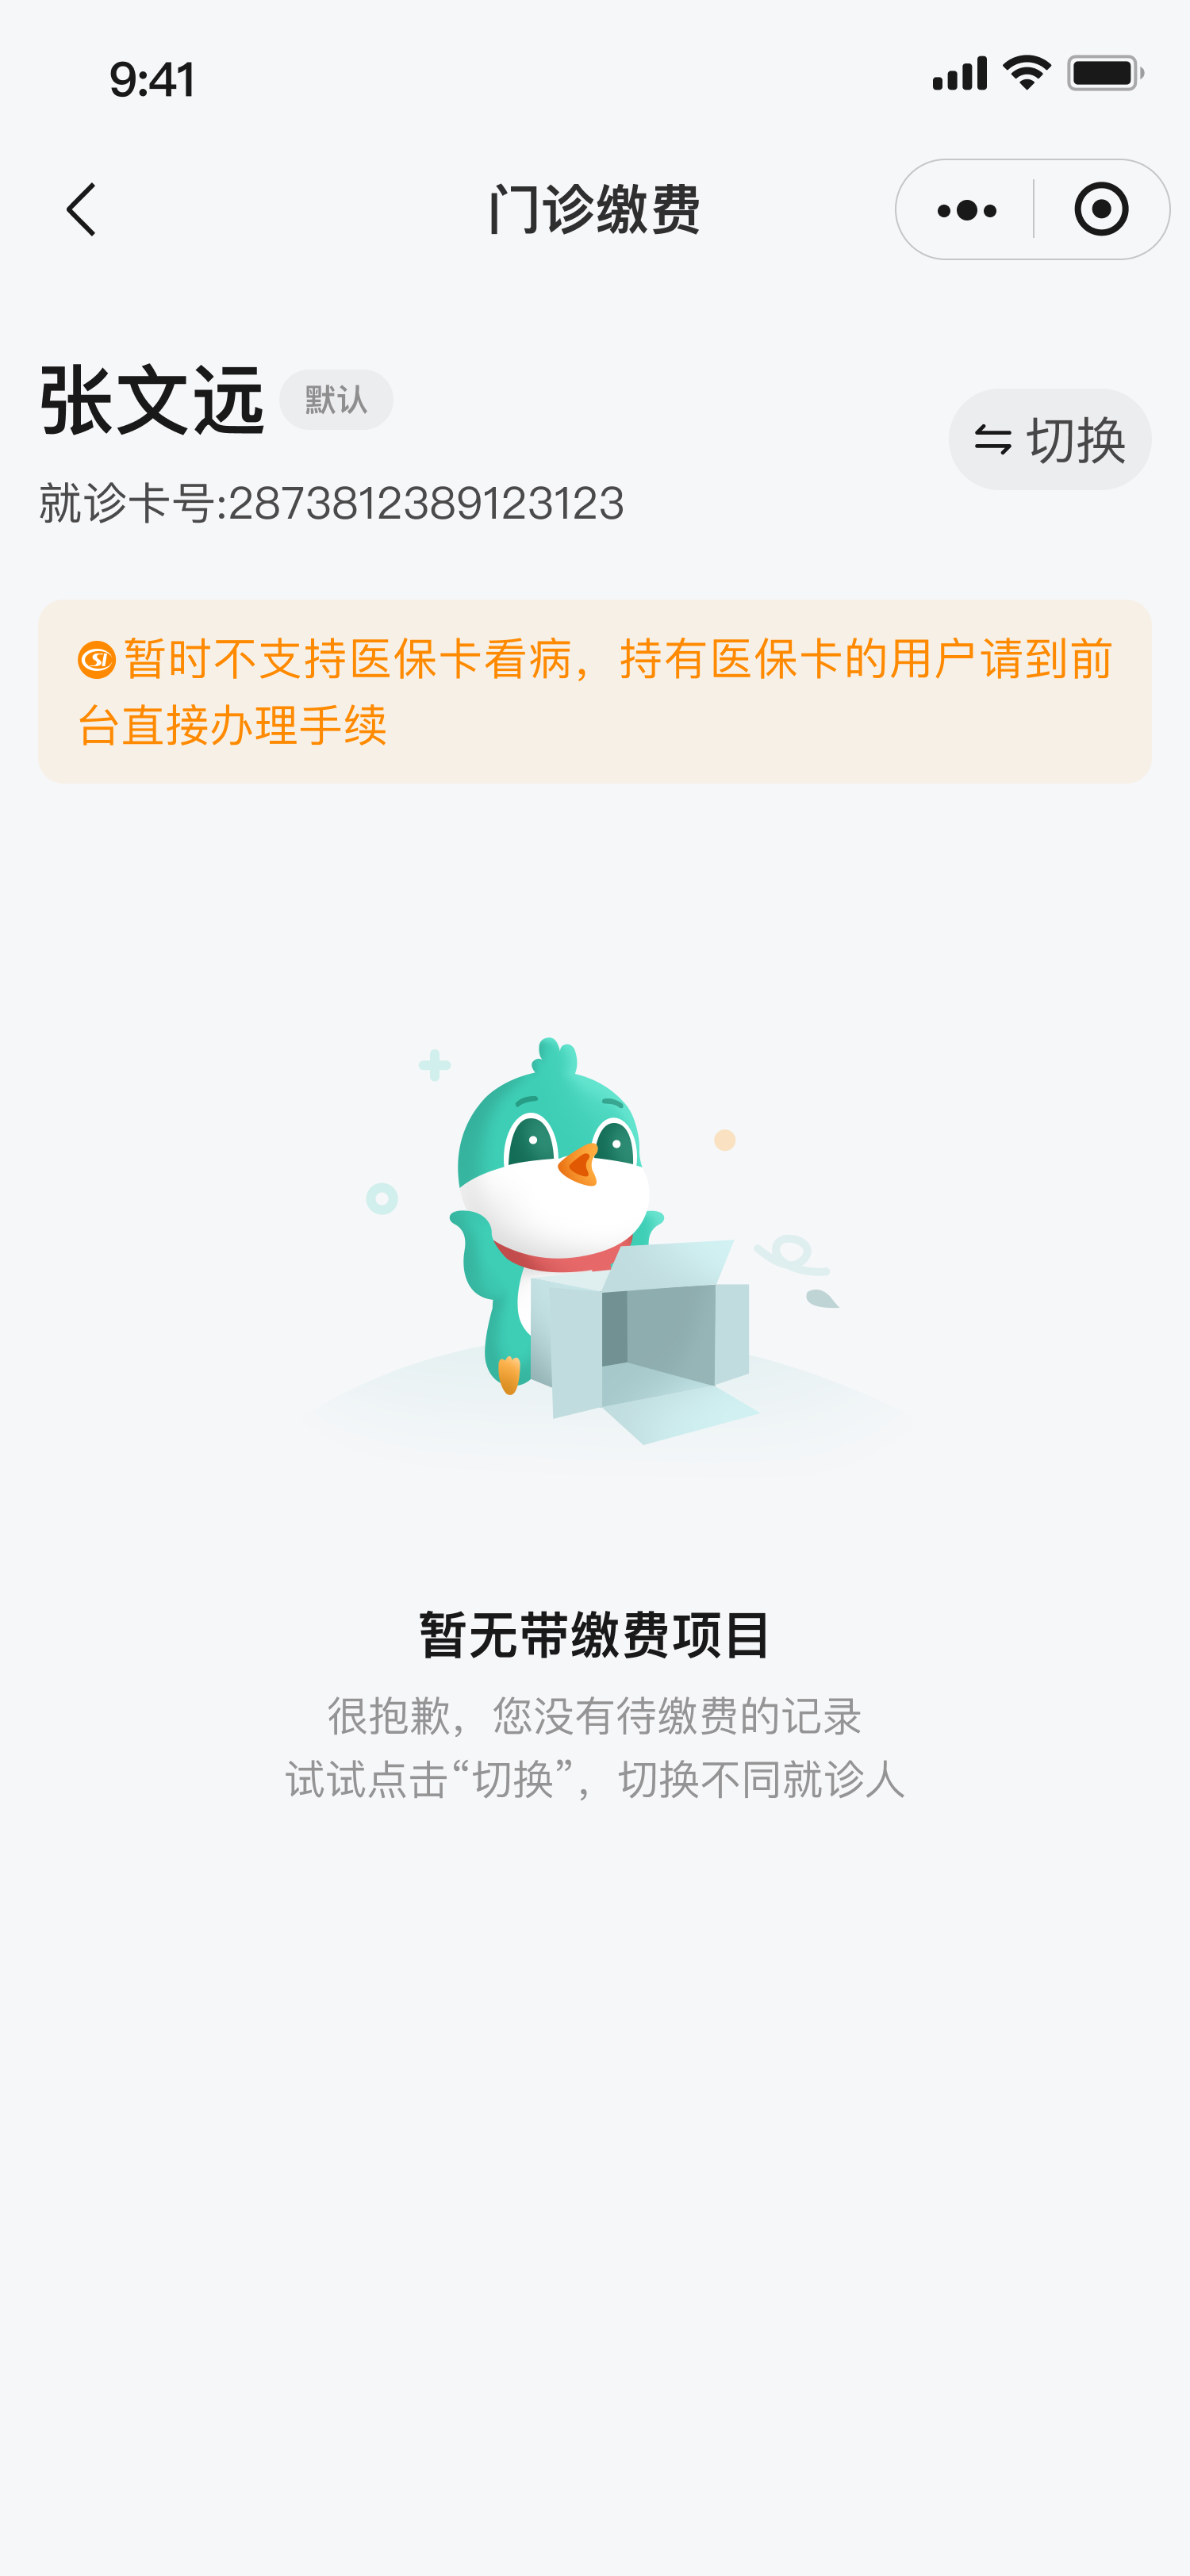 9:41
门诊缴费
张文远 默认
切换
就诊卡号:2873812389123123
暂时不支持医保卡看病，持有医保卡的用户请到前
台直接办理手续
暂无带缴费项目
很抱歉，您没有待缴费的记录
试试点击“切换”，切换不同就诊人